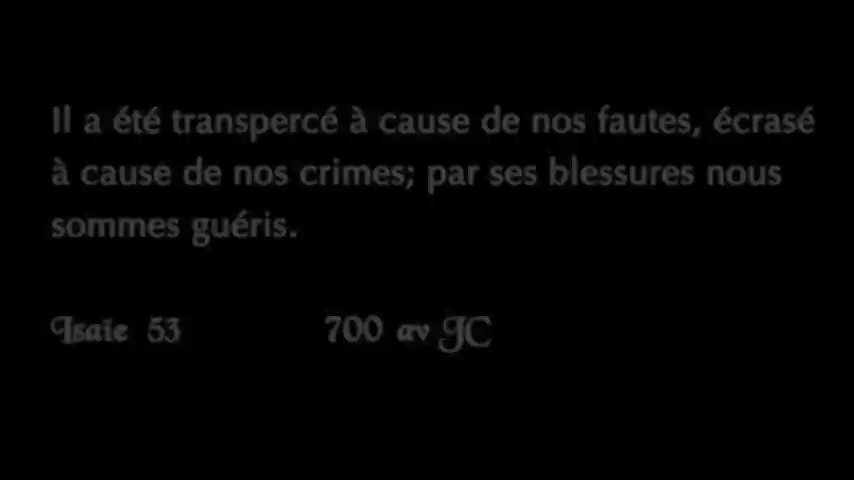 Il a été transpercé à cause de nos fautes, écrasé
à cause de nos crimes; par ses blessures nous
sommes guéris.
Isaie 53 700 av JC